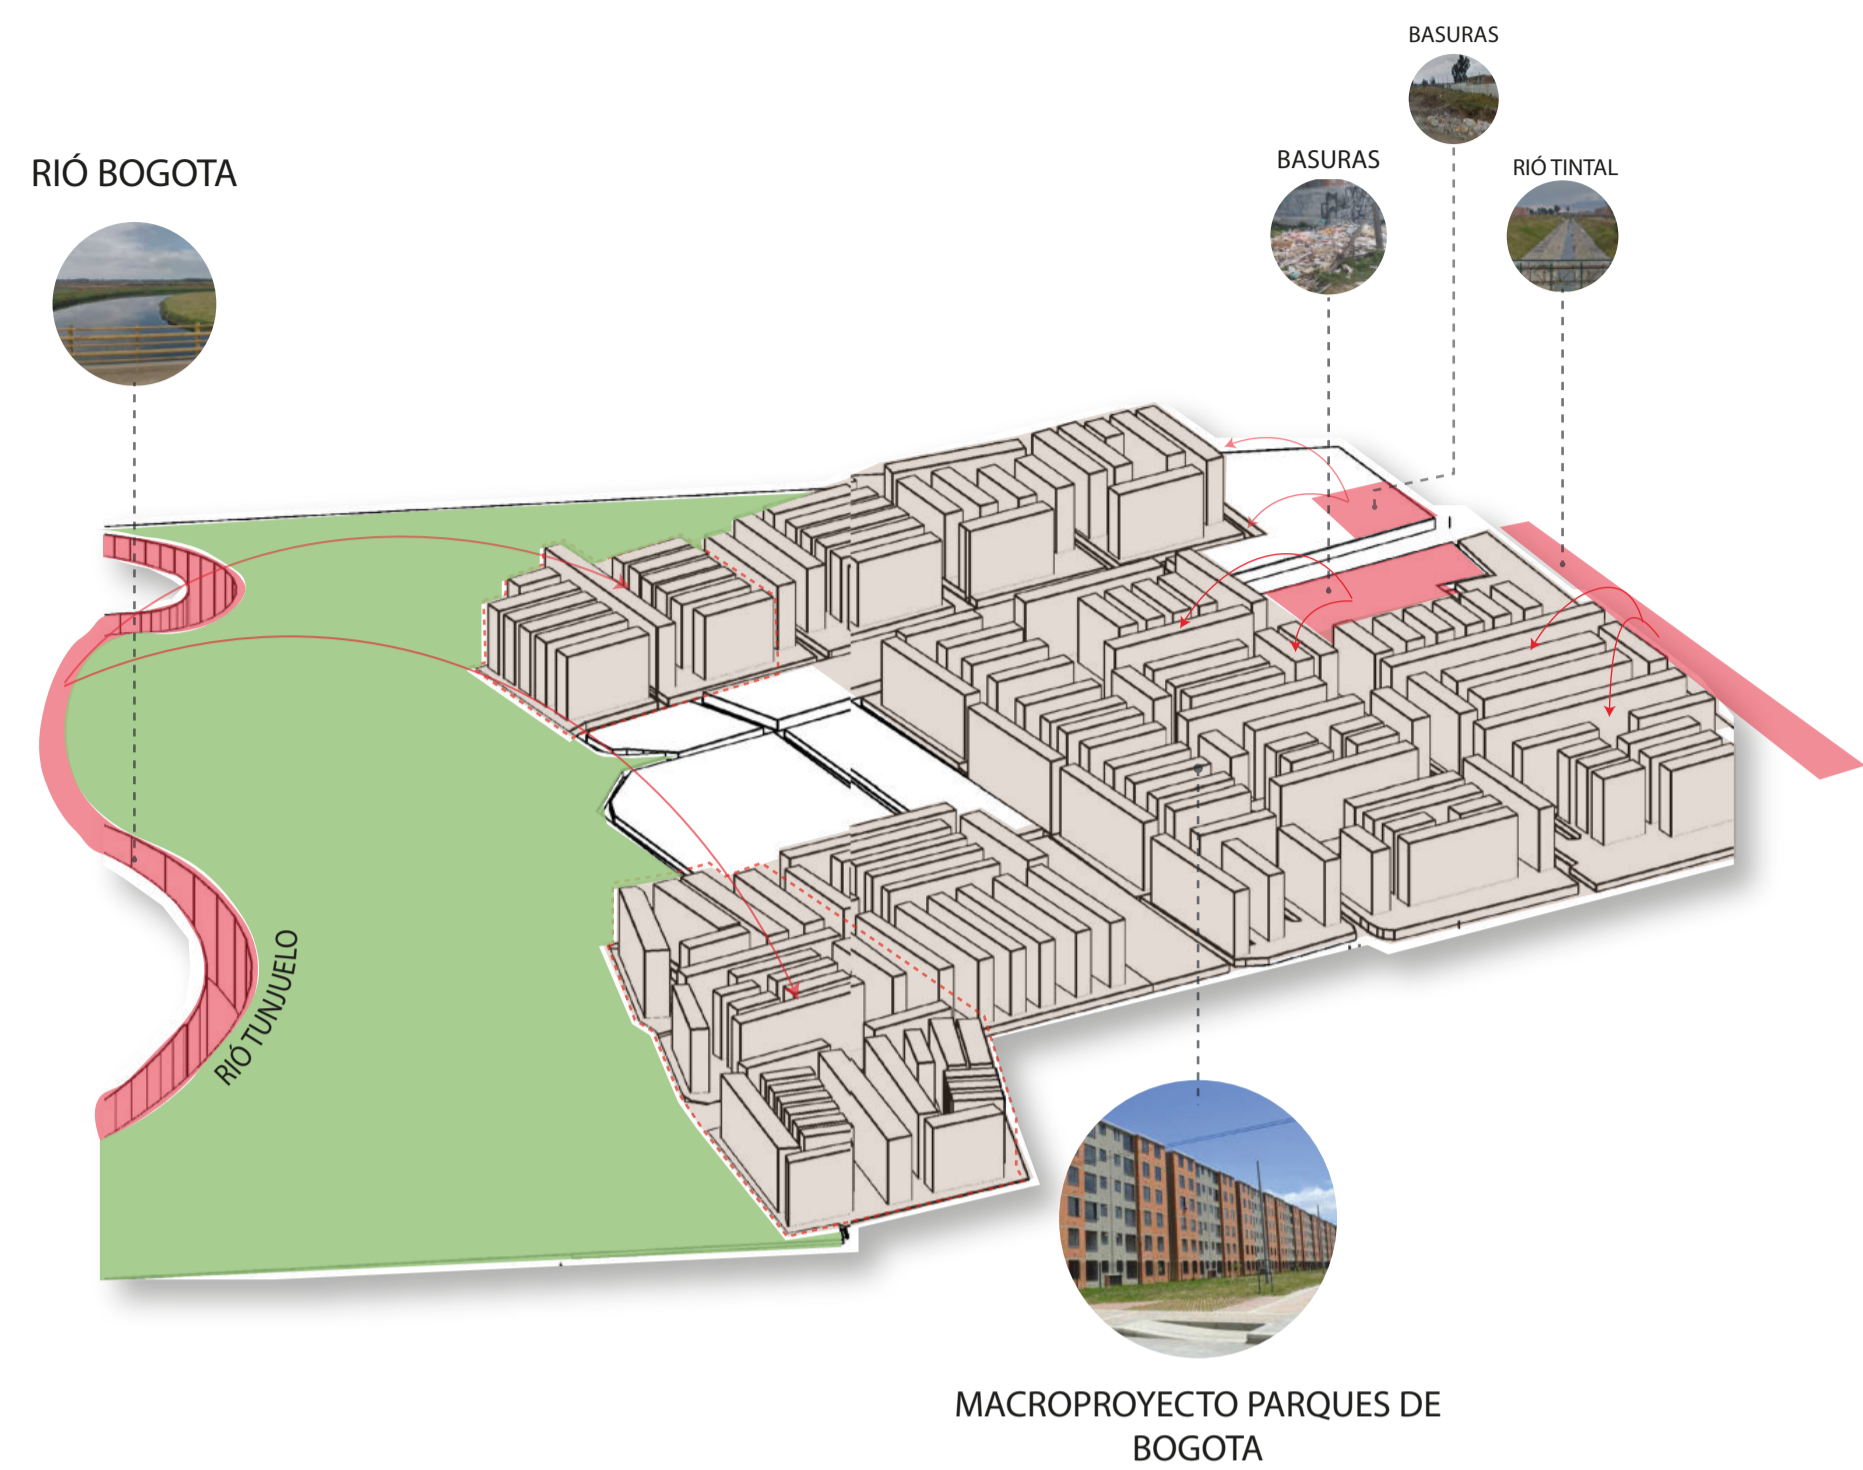 BASURAS
BASURAS
RIÓ BOGOTA
RIÓ TINTAL
RIÓ TUNJUELO
MACROPROYECTO PARQUES DE
BOGOTA